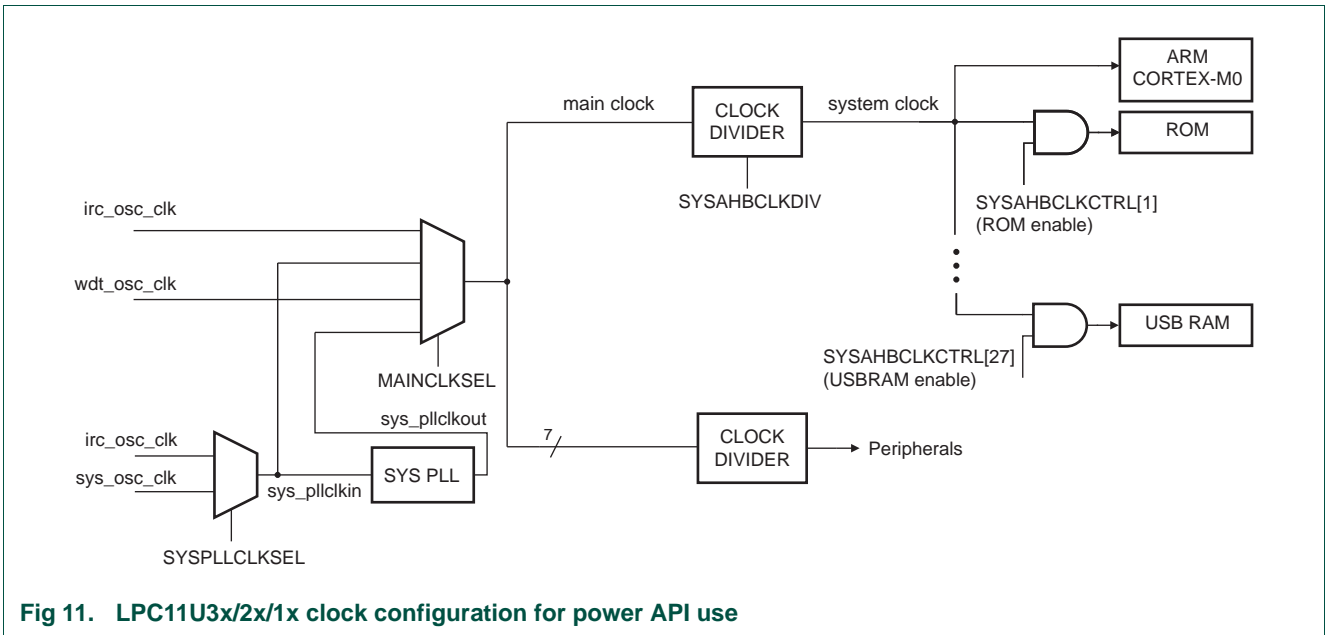 ARM
CORTEX-M0
main clock
CLOCK
DIVIDER
system clock
ROM
SYSAHBCLKDIV
SYSAHBCLKCTRL[1]
(ROM enable)
irc_osc_clk
wdt_osc_clk
USB RAM
SYSAHBCLKCTRL[27]
(USBRAM enable)
MAINCLKSEL
sys_pllclkout
irc_osc_clk
7
CLOCK
DIVIDER
Peripherals
sys_osc_clk
sys_pllclkin
SYS PLL
SYSPLLCLKSEL
Fig 11. LPC11U3x/2x/1x clock configuration for power API use